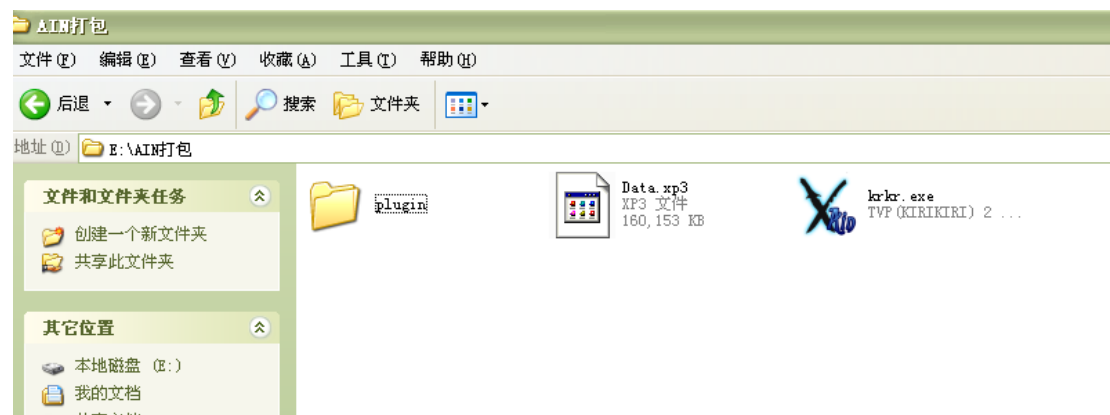 AIN打包
文件(F) 编辑(E) 查看(V) 收藏(A) 工具(T) 帮助(H)
后退 搜索 文件夹
地址(D) E:\AIN打包
文件和文件夹任务
创建一个新文件夹
共享此文件夹
其它位置
本地磁盘 (E:)
我的文档
plugin
Data.xp3
XP3 文件
160,153 KB
krkr.exe
TVP(KIRIKIRI) 2 ...